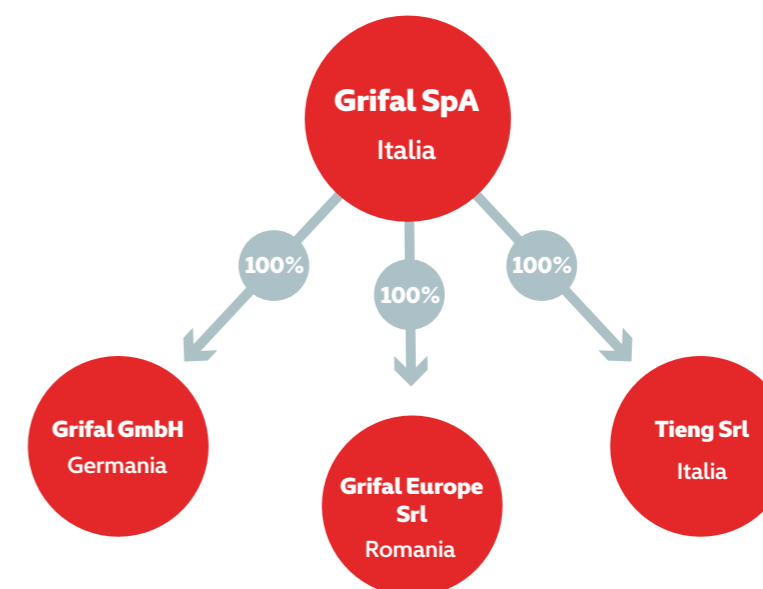 Grifal SpA
Italia
100%
100%
100%
Grifal GmbH
Germania
Grifal Europe
Srl
Romania
Tieng Srl
Italia